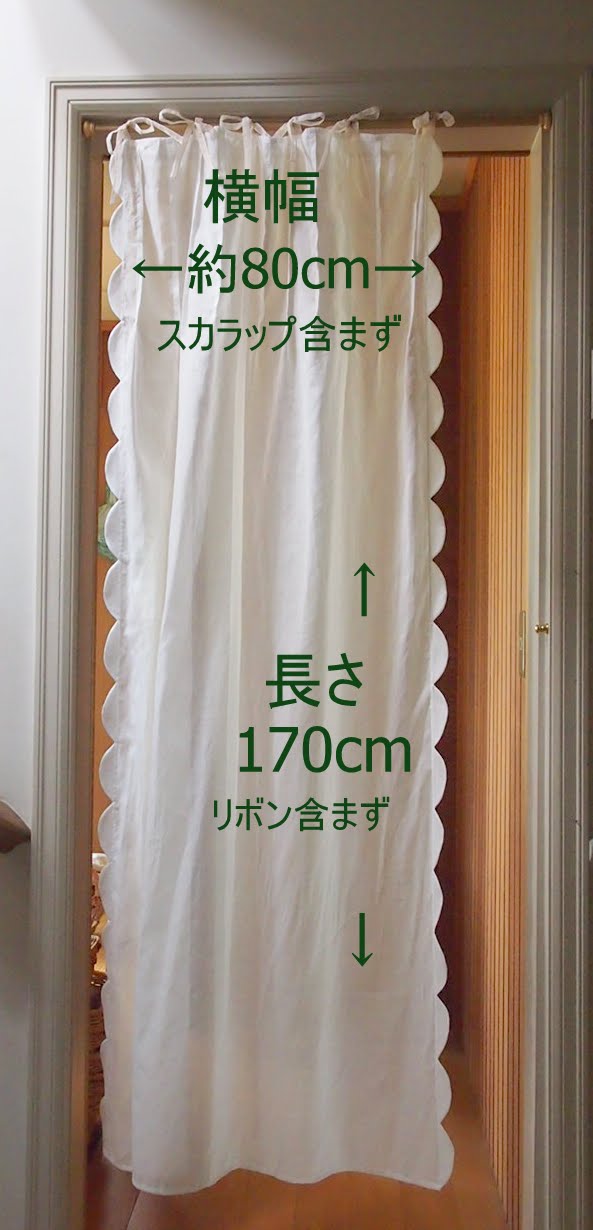 横幅
←約80cm→
スカラップ含まず
↑
長さ
170cm
リボン含まず
↓